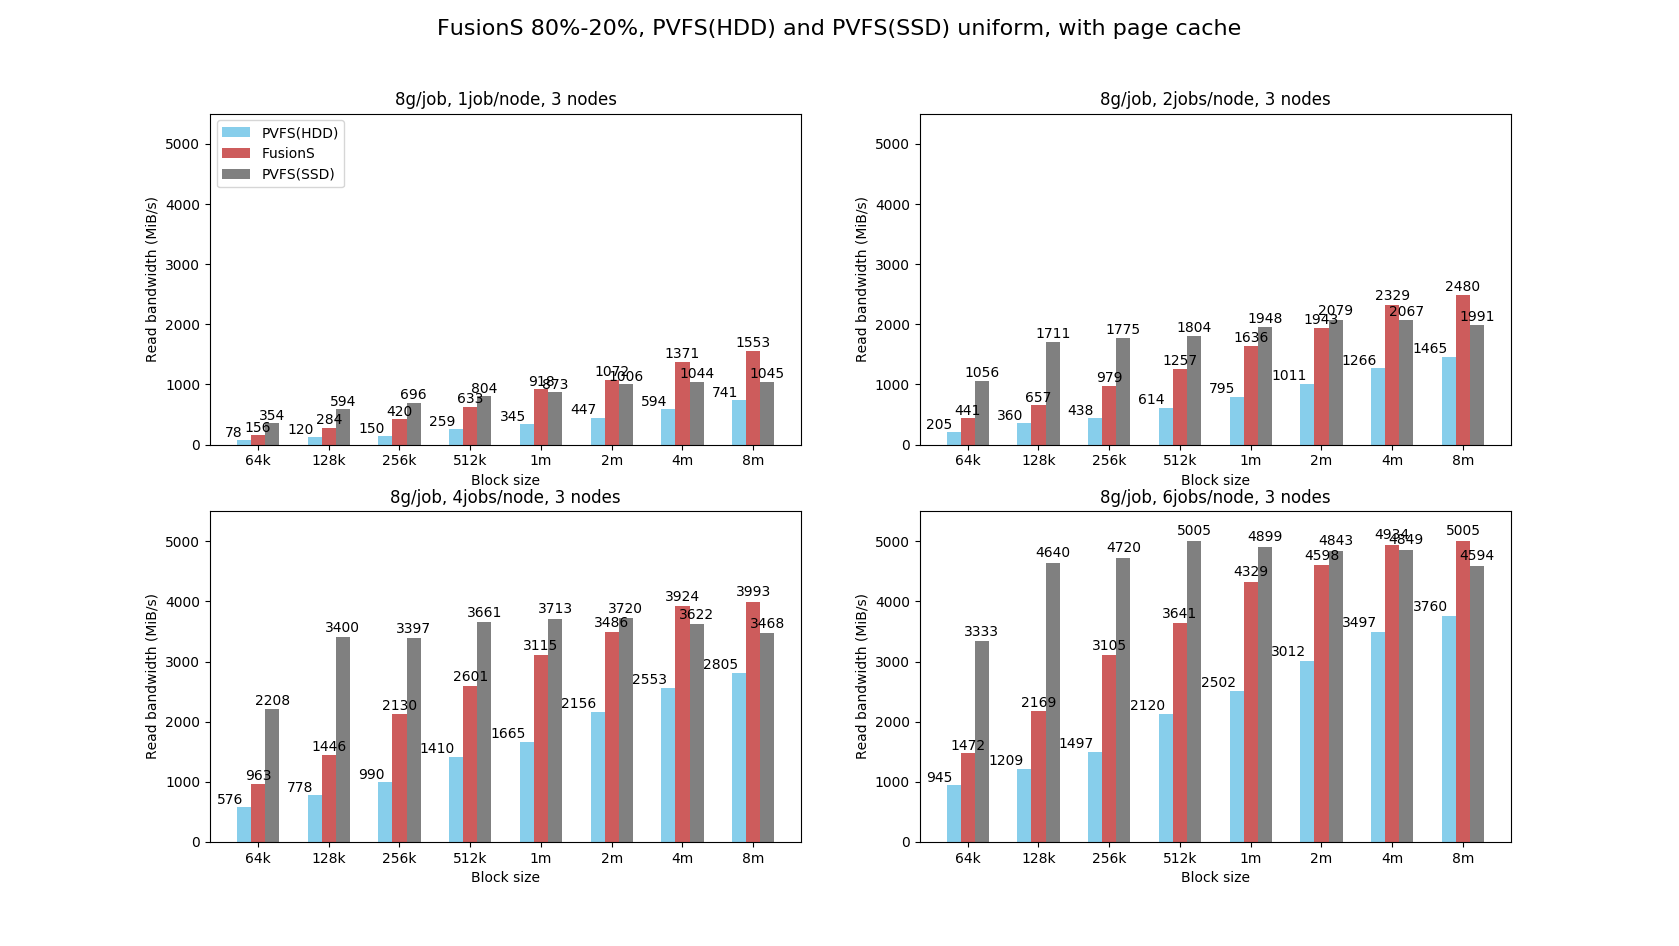 FusionS 80%-20%, PVFS(HDD) and PVFS(SSD) uniform, with page cache
8g/job, 1job/node, 3 nodes
PVFS(HDD)
FusionS
PVFS(SSD)
Read bandwidth (MiB/s)
5000
4000
3000
2000
1000
0
78 156 354
120 284 594
150 420 696
259 633 804
345 918 873
447 1072 1006
594 1371 1044
741 1553 1045
64k 128k 256k 512k 1m 2m 4m 8m
Block size
8g/job, 2jobs/node, 3 nodes
Read bandwidth (MiB/s)
5000
4000
3000
2000
1000
0
205 441 1056
360 657 1711
438 979 1775
614 1257 1804
795 1636 1948
1011 1943 2079
1266 2329 2067
1465 2480 1991
64k 128k 256k 512k 1m 2m 4m 8m
Block size
8g/job, 4jobs/node, 3 nodes
Read bandwidth (MiB/s)
5000
4000
3000
2000
1000
0
576 963 2208
778 1446 3400
990 2130 3397
1410 2601 3661
1665 3115 3713
2156 3486 3720
2553 3924 3622
2805 3993 3468
64k 128k 256k 512k 1m 2m 4m 8m
Block size
8g/job, 6jobs/node, 3 nodes
Read bandwidth (MiB/s)
5000
4000
3000
2000
1000
0
945 1472 3333
1209 2169 4640
1497 3105 4720
2120 3641 5005
2502 4329 4899
3012 4598 4843
3497 4934 4849
3760 5005 4594
64k 128k 256k 512k 1m 2m 4m 8m
Block size